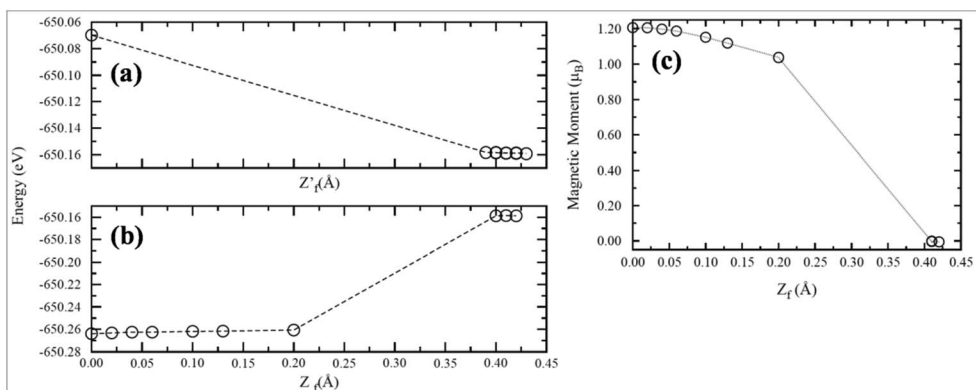 -650.06
-650.08
-650.10
-650.12
-650.14
-650.16
(a)
Z'f(Å)
Energy (eV)
-650.16
-650.18
-650.20
-650.22
-650.24
-650.26
-650.28
(b)
0.00 0.05 0.10 0.15 0.20 0.25 0.30 0.35 0.40 0.45
Z f(Å)
1.20
1.00
0.80
0.60
0.40
0.20
0.00
(c)
Magnetic Moment (μB)
0.00 0.05 0.10 0.15 0.20 0.25 0.30 0.35 0.40 0.45
Zf(Å)